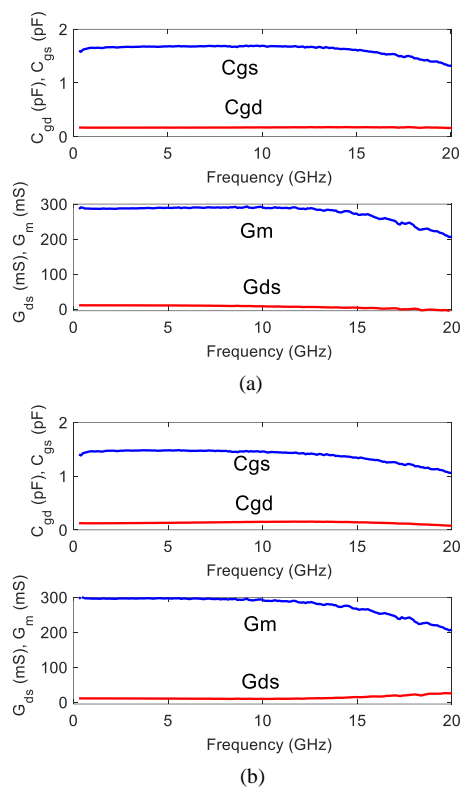 2
1
0
C_gd (pF), C_gs (pF)
Cgs
Cgd
0 5 10 15 20
Frequency (GHz)
300
200
100
0
G_ds (mS), G_m (mS)
Gm
Gds
0 5 10 15 20
Frequency (GHz)
(a)
2
1
0
C_gd (pF), C_gs (pF)
Cgs
Cgd
0 5 10 15 20
Frequency (GHz)
300
200
100
0
G_ds (mS), G_m (mS)
Gm
Gds
0 5 10 15 20
Frequency (GHz)
(b)